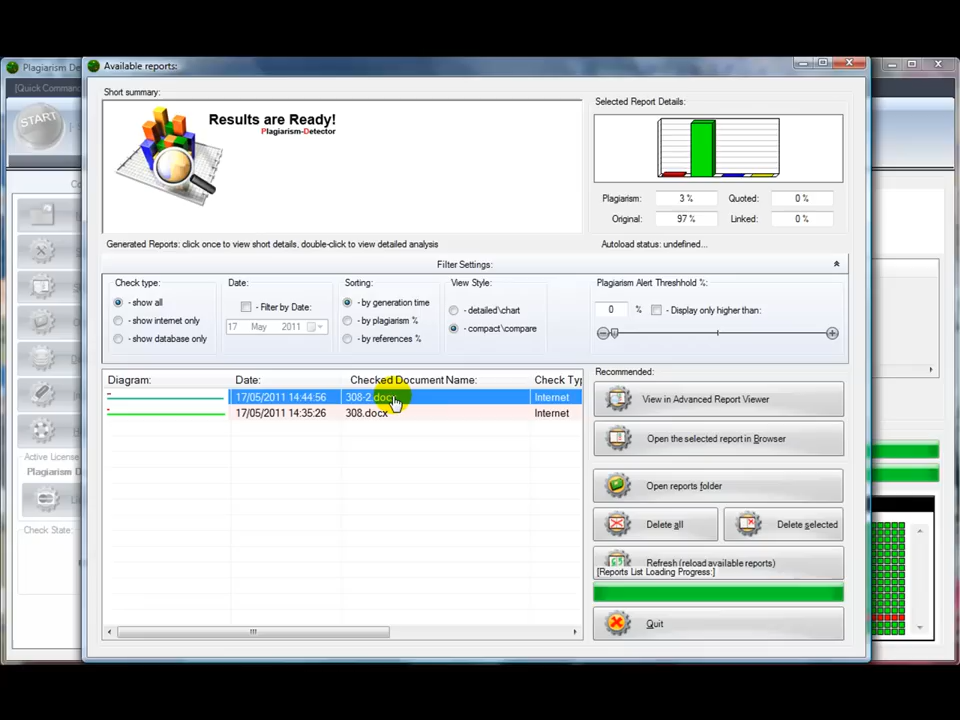 Plagiarism De
Available reports:
[Quick Comman
START
Short summary:
Results are Ready!
Plagiarism-Detector
Selected Report Details:
Plagiarism: 3 % Quoted: 0 %
Original: 97 % Linked: 0 %
Generated Reports: click once to view short details, double-click to view detailed analysis
Autoload status: undefined...
Filter Settings:
Check type:
- show all
- show internet only
- show database only
Date:
- Filter by Date:
17 May 2011
Sorting:
- by generation time
- by plagiarism %
- by references %
View Style:
- detailed\chart
- compact\compare
Plagiarism Alert Threshhold %:
0 % - Display only higher than:
Diagram: Date: Checked Document Name: Check Typ
17/05/2011 14:44:56 308-2.docx Internet
17/05/2011 14:35:26 308.docx Internet
Recommended:
View in Advanced Report Viewer
Open the selected report in Browser
Open reports folder
Delete all Delete selected
Refresh (reload available reports)
[Reports List Loading Progress:]
Quit
Active License
Plagiarism D
Check State: